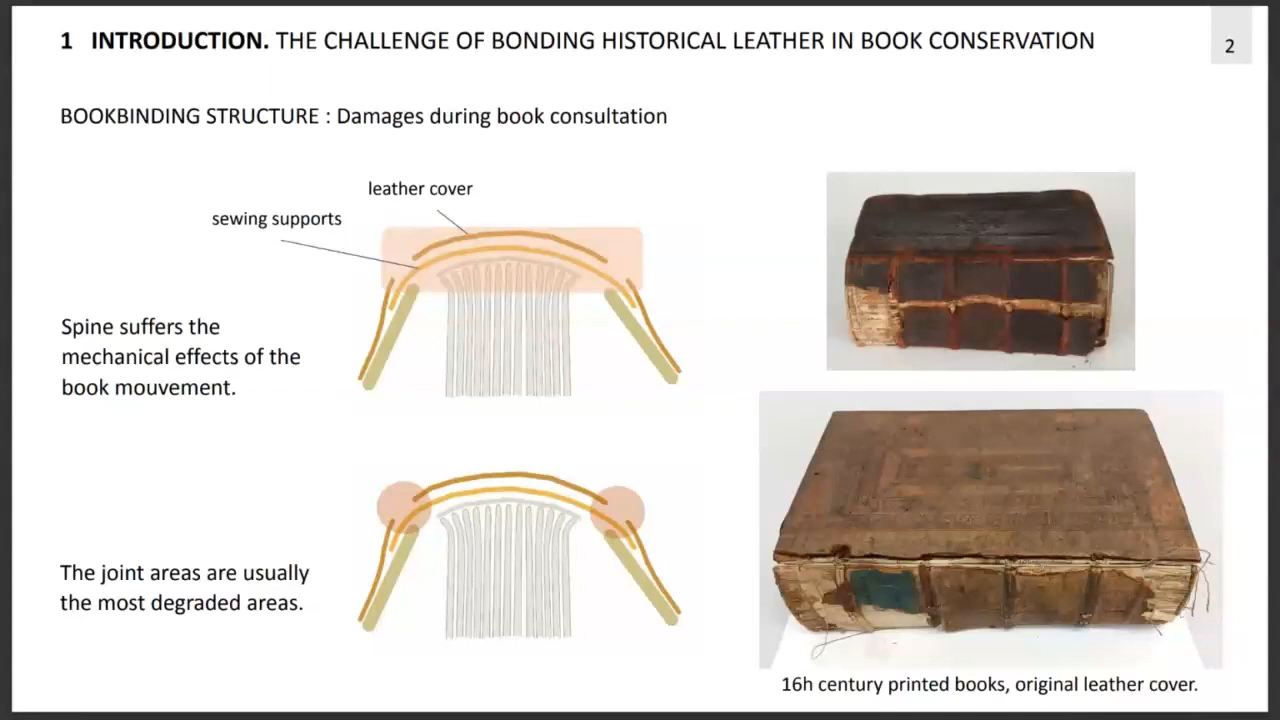 1 INTRODUCTION. THE CHALLENGE OF BONDING HISTORICAL LEATHER IN BOOK CONSERVATION
2
BOOKBINDING STRUCTURE : Damages during book consultation
leather cover
sewing supports
Spine suffers the
mechanical effects of the
book mouvement.
The joint areas are usually
the most degraded areas.
16h century printed books, original leather cover.